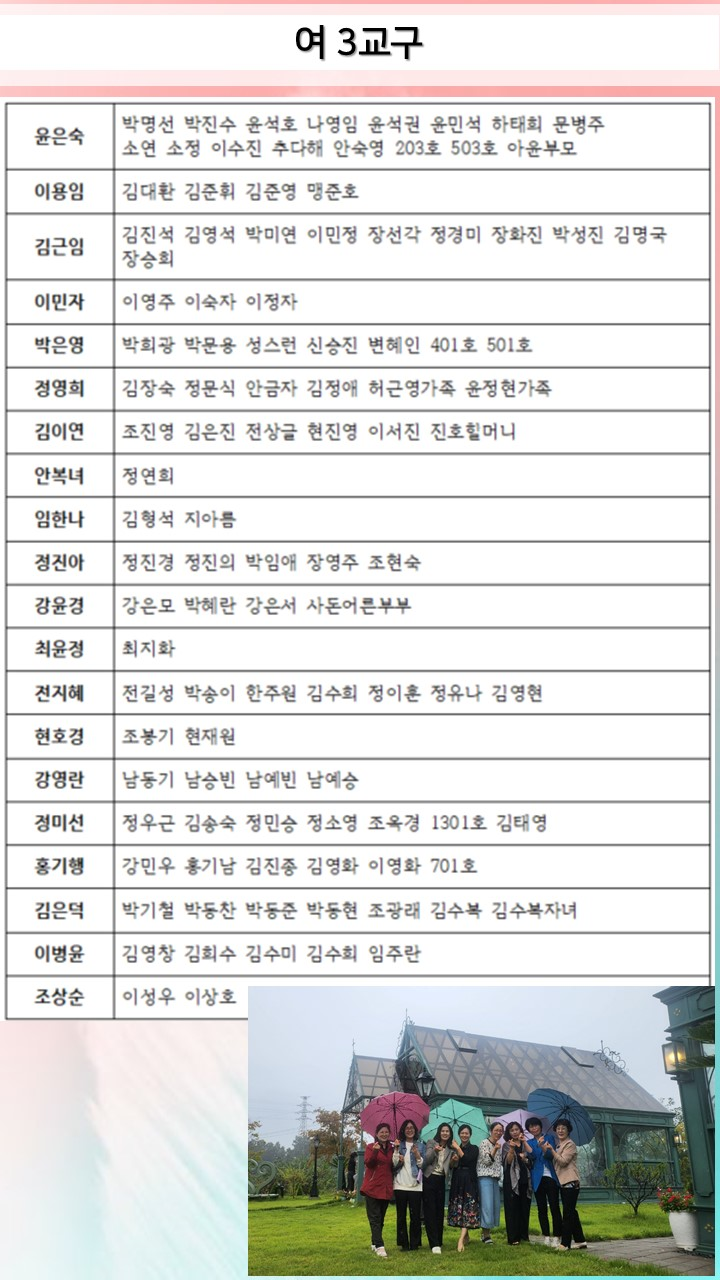 여 3교구
윤은숙 박명선 박진수 윤석호 나영임 윤석권 윤민석 하태희 문병주
소연 소정 이수진 추다해 안숙영 203호 503호 아윤부모
이용임 김대환 김준휘 김준영 맹준호
김근임 김진석 김영석 박미연 이민정 장선각 정경미 장화진 박성진 김명국
장승희
이민자 이영주 이숙자 이정자
박은영 박희광 박문용 성스런 신승진 변혜인 401호 501호
정영희 김장숙 정문식 안금자 김정애 허근영가족 윤정현가족
김이연 조진영 김은진 전상글 현진영 이서진 진호힐머니
안복녀 정연희
임한나 김형석 지아름
정진아 정진경 정진의 박임애 장영주 조현숙
강윤경 강은모 박혜란 강은서 사돈어른부부
최윤정 최지화
전지혜 전길성 박송이 한주원 김수희 정이훈 정유나 김영현
현호경 조봉기 현재원
강영란 남동기 남승빈 남예빈 남예승
정미선 정우근 김송숙 정민승 정소영 조옥경 1301호 김태영
홍기행 강민우 홍기남 김진종 김영화 이영화 701호
김은덕 박기철 박동찬 박동준 박동현 조광래 김수복 김수복자녀
이병윤 김영창 김희수 김수미 김수희 임주란
조상순 이성우 이상호